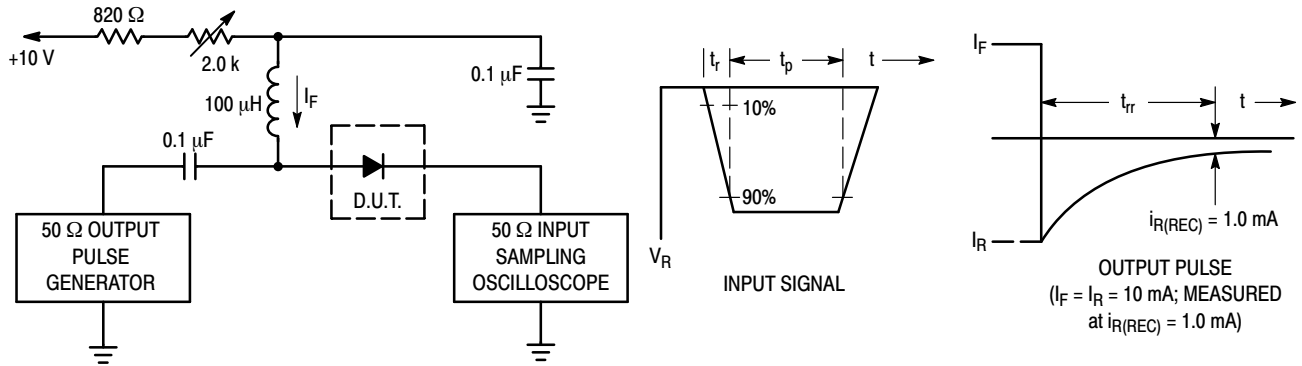 820 Ω
+10 V
2.0 k
100 µH
I_F
0.1 µF
0.1 µF
D.U.T.
50 Ω OUTPUT
PULSE
GENERATOR
50 Ω INPUT
SAMPLING
OSCILLOSCOPE
t_r
t_p
t
10%
90%
V_R
INPUT SIGNAL
I_F
t_rr
t
I_R
i_R(REC) = 1.0 mA
OUTPUT PULSE
(I_F = I_R = 10 mA; MEASURED
at i_R(REC) = 1.0 mA)